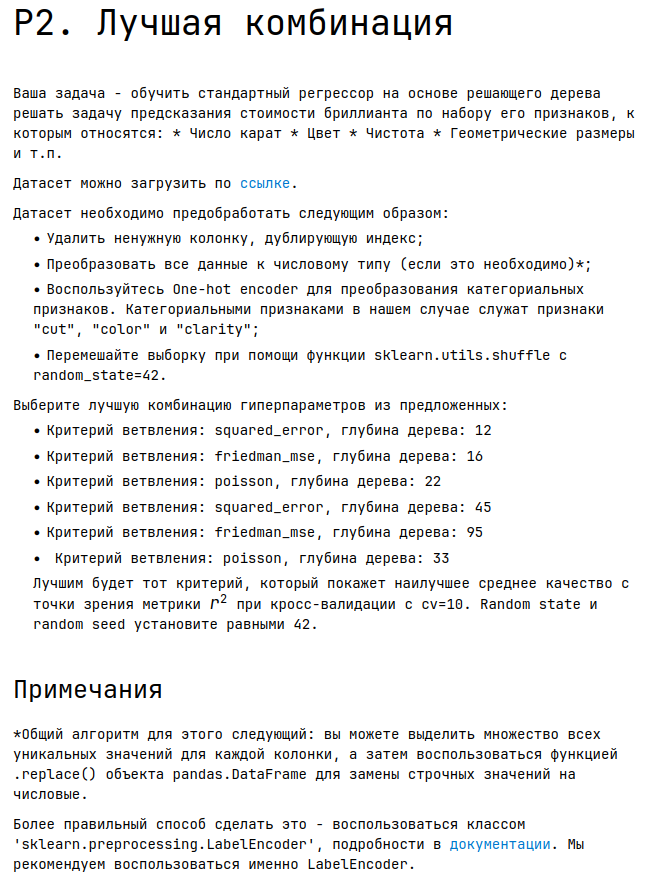 P2. Лучшая комбинация
Ваша задача - обучить стандартный регрессор на основе решающего дерева
решать задачу предсказания стоимости бриллианта по набору его признаков, к
которым относятся: * Число карат * Цвет * Чистота * Геометрические размеры
и т.п.
Датасет можно загрузить по ссылке.
Датасет необходимо предобработать следующим образом:
• Удалить ненужную колонку, дублирующую индекс;
• Преобразовать все данные к числовому типу (если это необходимо)*;
• Воспользуйтесь One-hot encoder для преобразования категориальных
признаков. Категориальными признаками в нашем случае служат признаки
"cut", "color" и "clarity";
• Перемешайте выборку при помощи функции sklearn.utils.shuffle с
random_state=42.
Выберите лучшую комбинацию гиперпараметров из предложенных:
• Критерий ветвления: squared_error, глубина дерева: 12
• Критерий ветвления: friedman_mse, глубина дерева: 16
• Критерий ветвления: poisson, глубина дерева: 22
• Критерий ветвления: squared_error, глубина дерева: 45
• Критерий ветвления: friedman_mse, глубина дерева: 95
• Критерий ветвления: poisson, глубина дерева: 33
Лучшим будет тот критерий, который покажет наилучшее среднее качество с
точки зрения метрики r² при кросс-валидации с cv=10. Random state и
random seed установите равными 42.
Примечания
*Общий алгоритм для этого следующий: вы можете выделить множество всех
уникальных значений для каждой колонки, а затем воспользоваться функцией
.replace() объекта pandas.DataFrame для замены строчных значений на
числовые.
Более правильный способ сделать это - воспользоваться классом
'sklearn.preprocessing.LabelEncoder', подробности в документации. Мы
рекомендуем воспользоваться именно LabelEncoder.